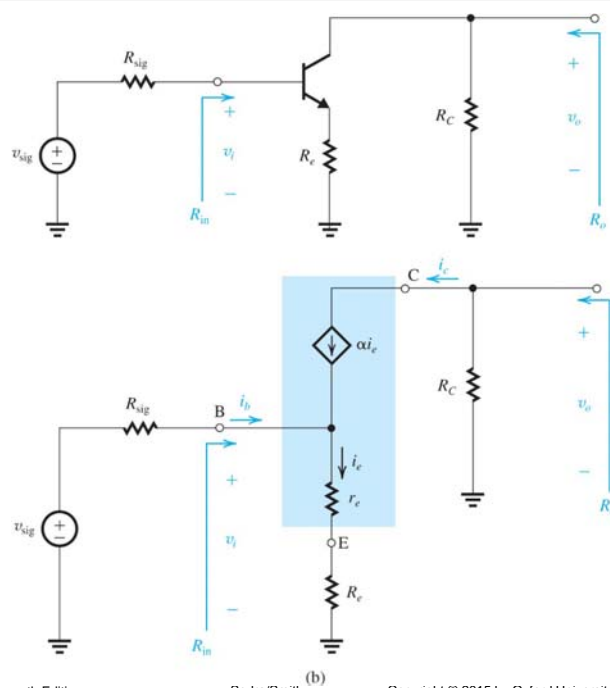 R_sig
R_C
+
v_o
−
v_sig
+
−
+
v_i
−
R_e
R_in
R_o
C
i_c
αi_e
R_C
+
v_o
−
R_sig
B
i_b
i_e
r_e
+
v_i
−
v_sig
+
−
E
R_e
R_in
R
(b)